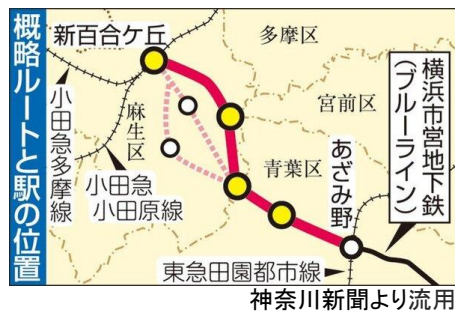 概略ルートと駅の位置
新百合ケ丘
多摩区
宮前区
麻生区
青葉区
小田急多摩線
小田急
小田原線
あざみ野
横浜市営地下鉄
(ブルーライン)
東急田園都市線
神奈川新聞より流用